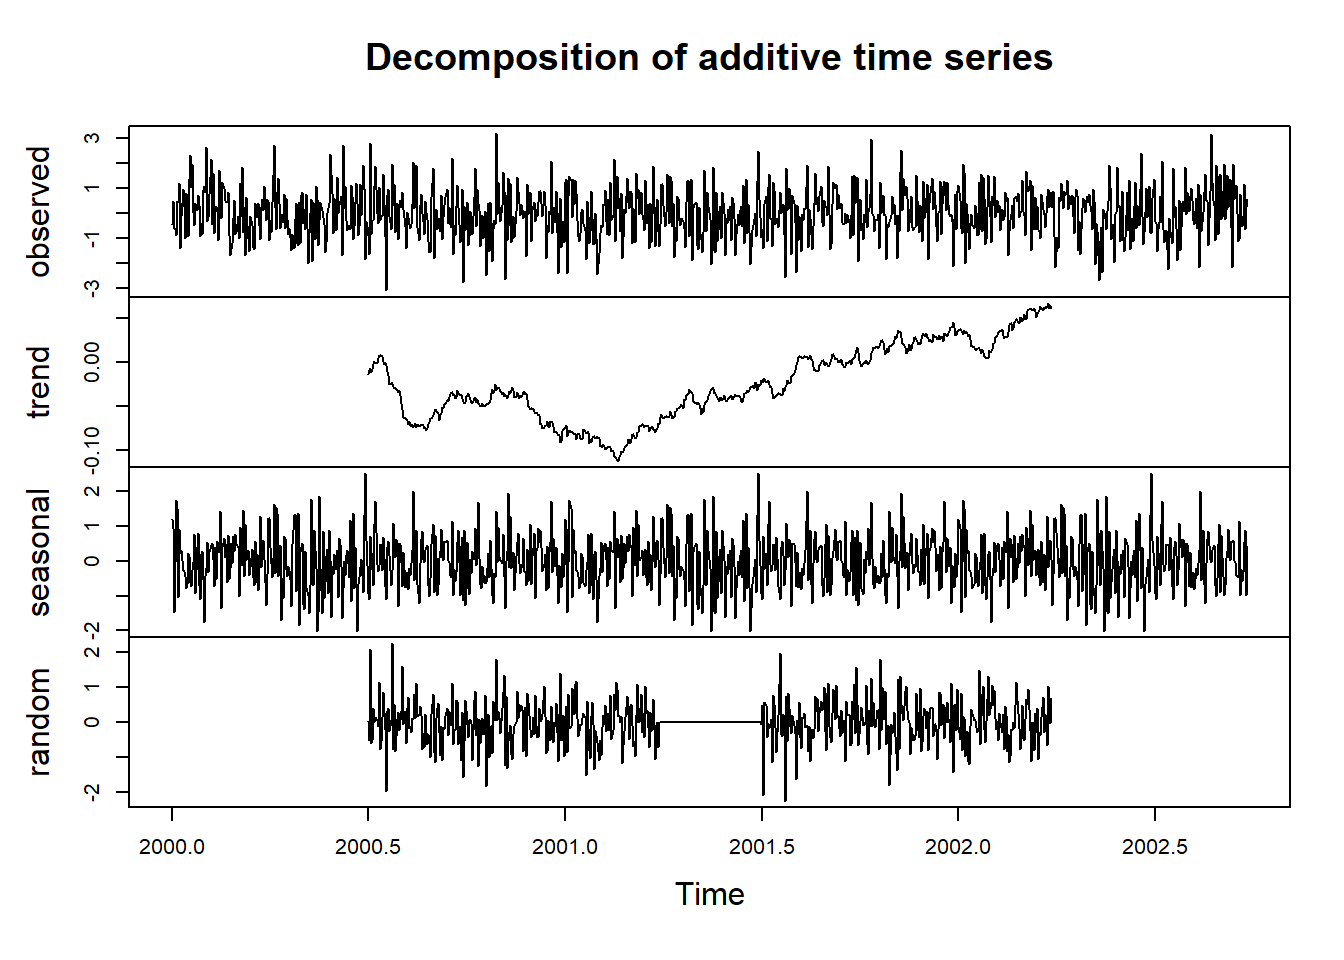 Decomposition of additive time series
observed
3
1
-1
-3
trend
0.00
-0.10
seasonal
2
1
0
-2
random
2
1
0
-2
2000.0 2000.5 2001.0 2001.5 2002.0 2002.5
Time